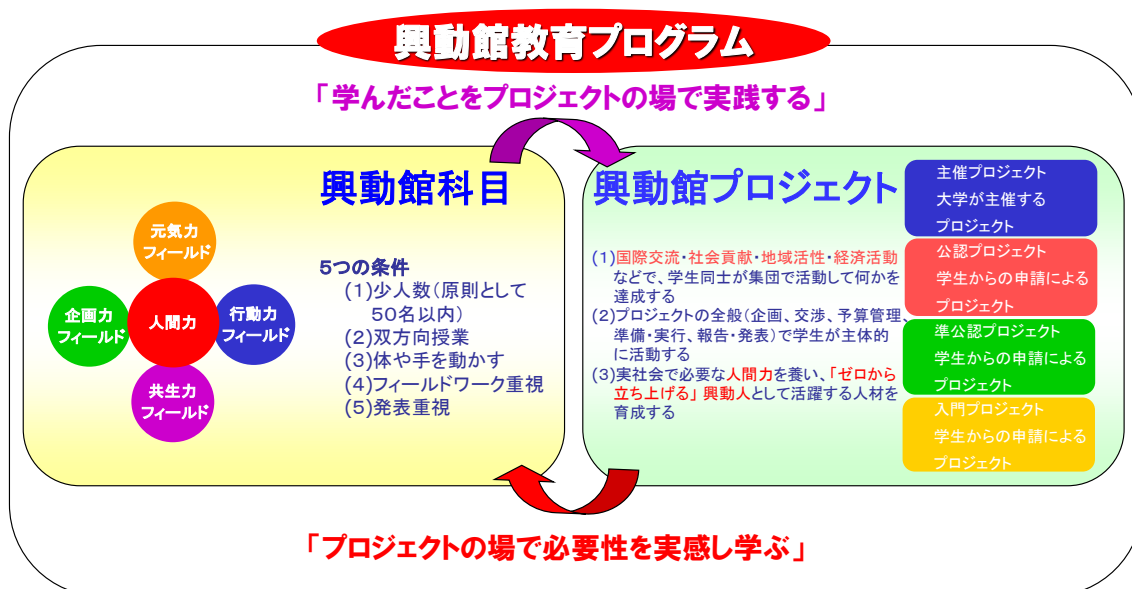 興動館教育プログラム
「学んだことをプロジェクトの場で実践する」
興動館科目
元気力
フィールド
企画力
フィールド
人間力
行動力
フィールド
共生力
フィールド
5つの条件
(1)少人数(原則として
50名以内)
(2)双方向授業
(3)体や手を動かす
(4)フィールドワーク重視
(5)発表重視
興動館プロジェクト
(1)国際交流・社会貢献・地域活性・経済活動
などで、学生同士が集団で活動して何かを
達成する
(2)プロジェクトの全般(企画、交渉、予算管理、
準備・実行、報告・発表)で学生が主体的
に活動する
(3)実社会で必要な人間力を養い、「ゼロから
立ち上げる」興動人として活躍する人材を
育成する
主催プロジェクト
大学が主催する
プロジェクト
公認プロジェクト
学生からの申請による
プロジェクト
準公認プロジェクト
学生からの申請による
プロジェクト
入門プロジェクト
学生からの申請による
プロジェクト
「プロジェクトの場で必要性を実感し学ぶ」